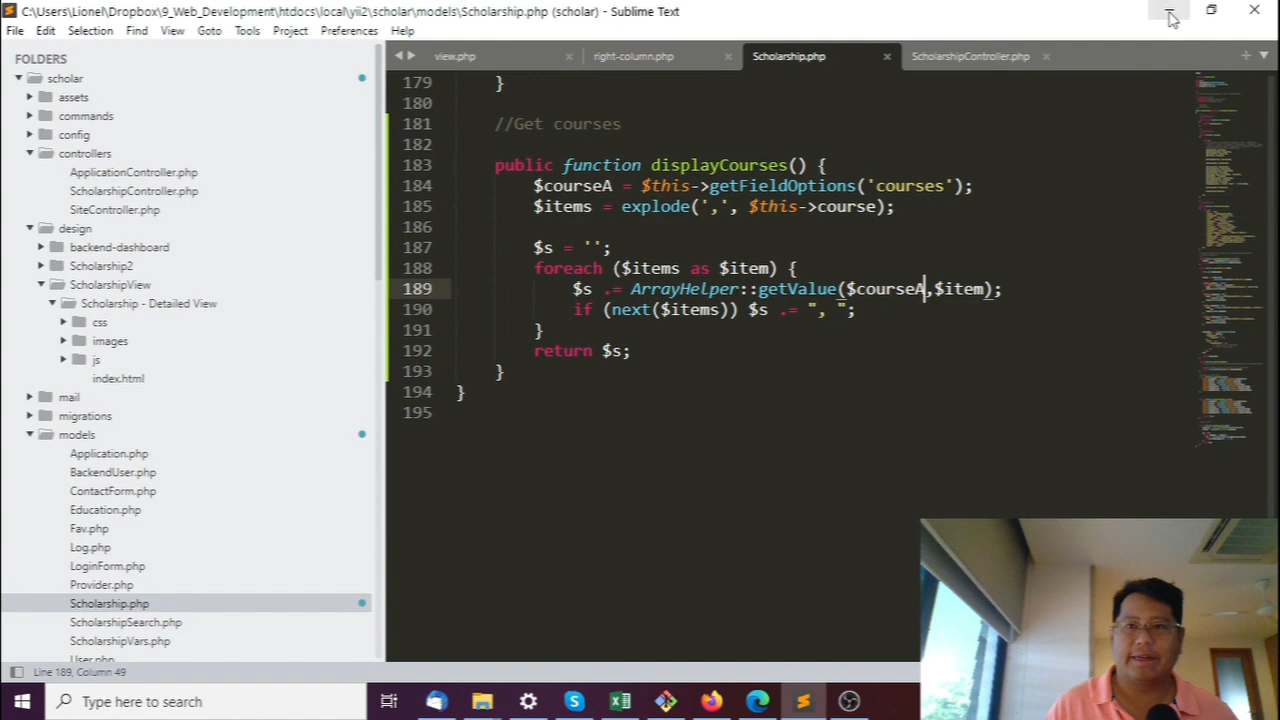 C:\Users\Lionel\Dropbox\9_Web_Development\htdocs\local\yii2\scholar\models\Scholarship.php (scholar) - Sublime Text
File Edit Selection Find View Goto Tools Project Preferences Help
FOLDERS
scholar
assets
commands
config
controllers
ApplicationController.php
ScholarshipController.php
SiteController.php
design
backend-dashboard
Scholarship2
ScholarshipView
Scholarship - Detailed View
css
images
js
index.html
mail
migrations
models
Application.php
BackendUser.php
ContactForm.php
Education.php
Fav.php
Log.php
LoginForm.php
Provider.php
Scholarship.php
ScholarshipSearch.php
ScholarshipVars.php
User.php
view.php right-column.php Scholarship.php ScholarshipController.php
179 }
180
181 //Get courses
182
183 public function displayCourses() {
184 $courseA = $this->getFieldOptions('courses');
185 $items = explode(',', $this->course);
186
187 $s = '';
188 foreach ($items as $item) {
189 $s .= ArrayHelper::getValue($courseA,$item);
190 if (next($items)) $s .= ", ";
191 }
192 return $s;
193 }
194 }
195
Line 189, Column 49
Type here to search